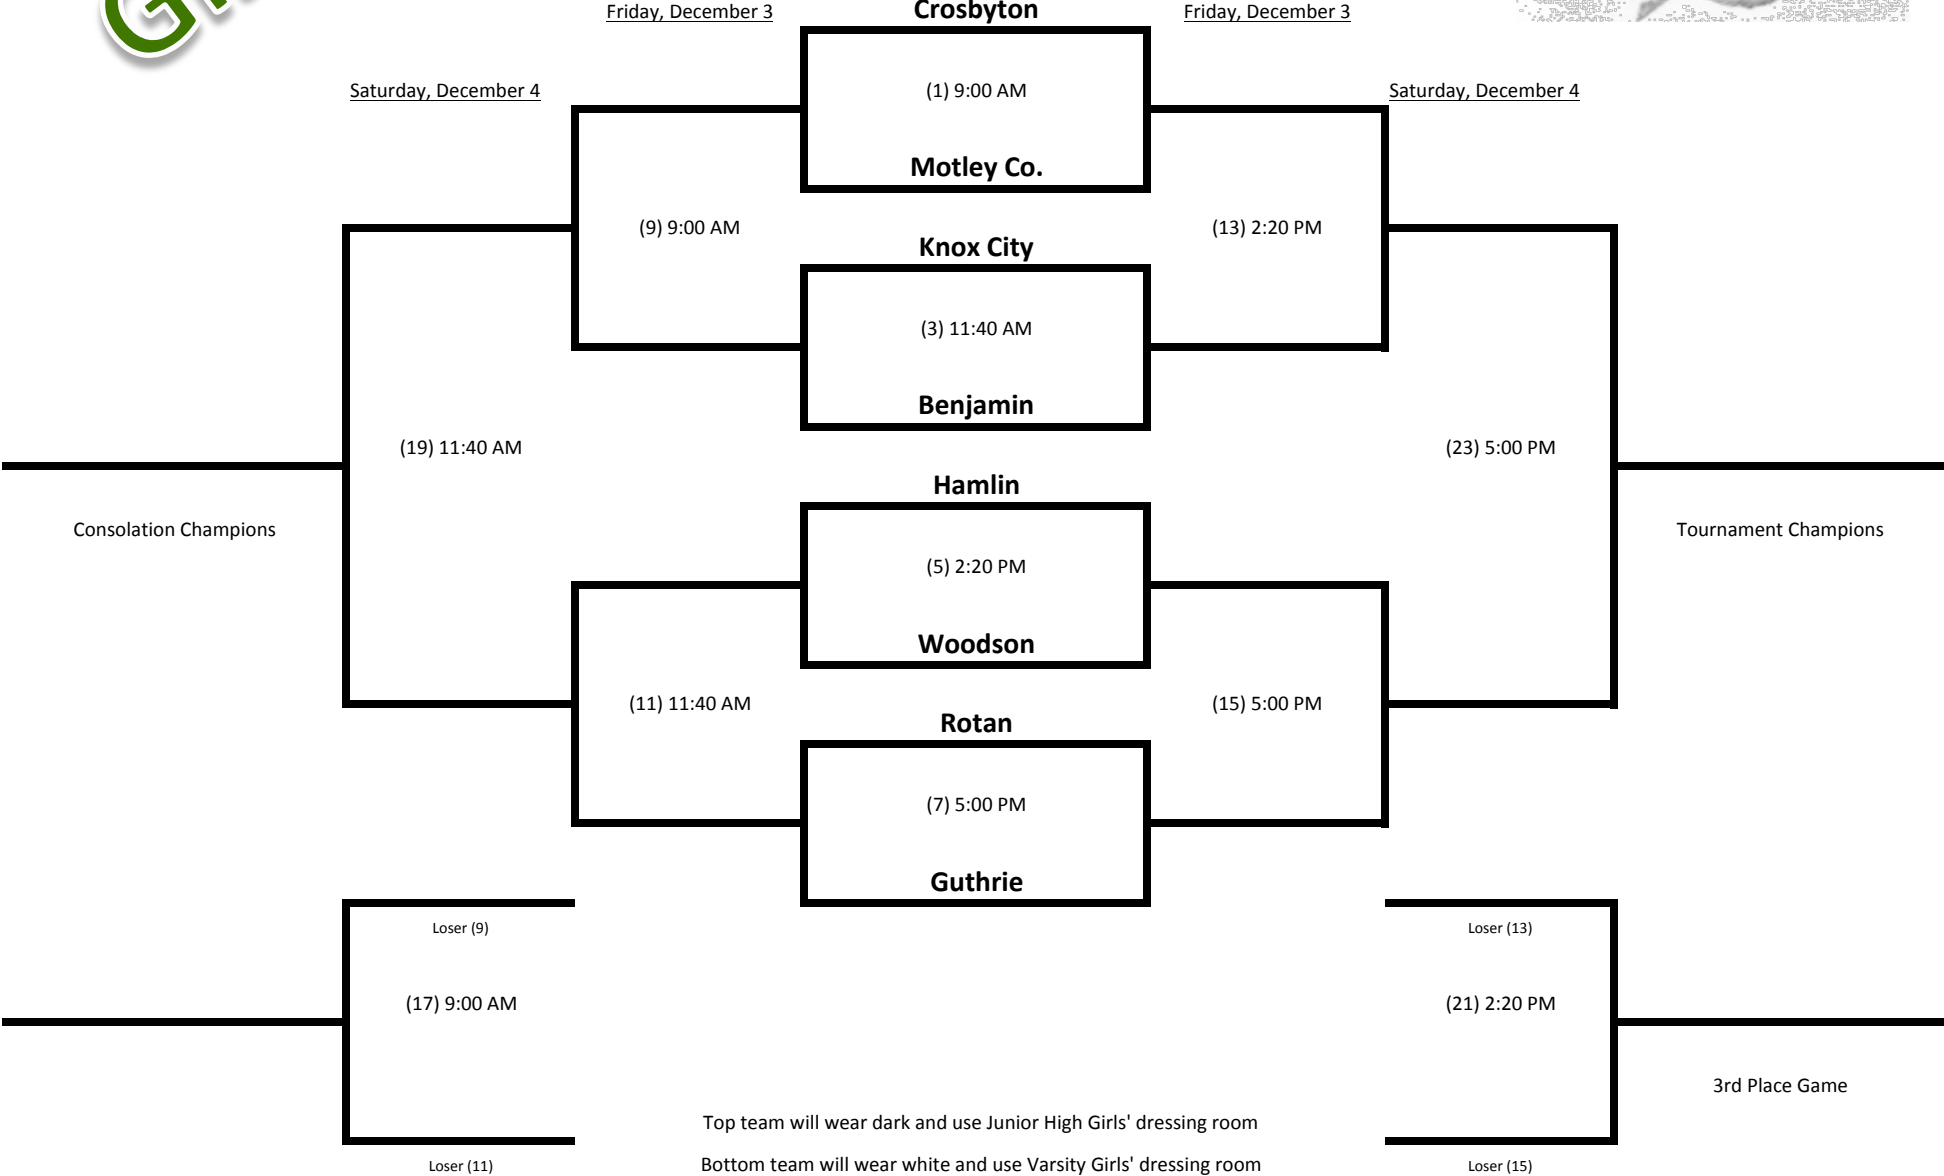 Friday, December 3
Crosbyton
Friday, December 3
Saturday, December 4
(1) 9:00 AM
Saturday, December 4
Motley Co.
(9) 9:00 AM
(13) 2:20 PM
Knox City
(3) 11:40 AM
Benjamin
(19) 11:40 AM
(23) 5:00 PM
Hamlin
Consolation Champions
Tournament Champions
(5) 2:20 PM
Woodson
(11) 11:40 AM
(15) 5:00 PM
Rotan
(7) 5:00 PM
Guthrie
Loser (9)
Loser (13)
(17) 9:00 AM
(21) 2:20 PM
3rd Place Game
Top team will wear dark and use Junior High Girls' dressing room
Loser (11)
Bottom team will wear white and use Varsity Girls' dressing room
Loser (15)